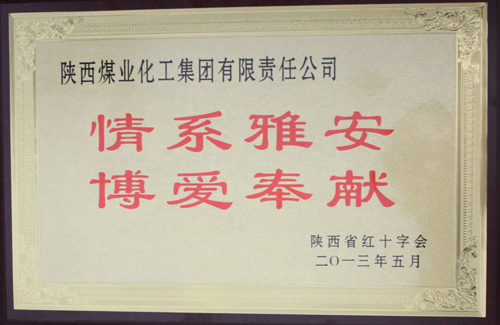 陕西煤业化工集团有限责任公司
情系雅安
博爱奉献
陕西省红十字会
二〇一三年五月